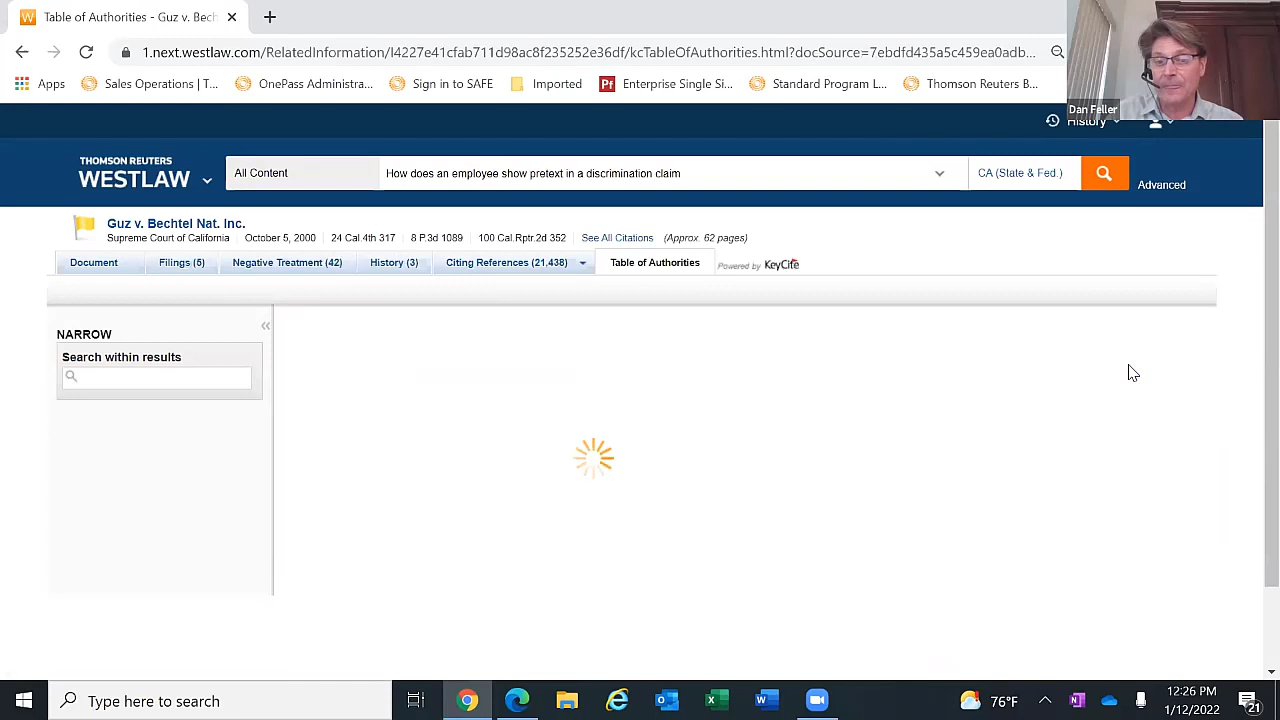 Table of Authorities - Guz v. Bech
1.next.westlaw.com/RelatedInformation/I4227e41cfab711d98ac8f235252e36df/kcTableOfAuthorities.html?docSource=7ebdfd435a5c459ea0adb...
Apps Sales Operations | T... OnePass Administra... Sign in to SABE Imported Pf Enterprise Single Si... Standard Program L... Thomson Reuters B...
Dan Feller
History
THOMSON REUTERS
WESTLAW
All Content
How can an employee show pretext in a discrimination claim
CA (State & Fed.)
Advanced
Guz v. Bechtel Nat. Inc.
Supreme Court of California October 5, 2000 24 Cal.4th 317 8 P.3d 1089 100 Cal.Rptr.2d 352 See All Citations (Approx. 62 pages)
Document Filings (5) Negative Treatment (42) History (3) Citing References (21,438) Table of Authorities Powered by KeyCite
NARROW
Search within results
Type here to search
76°F
12:26 PM
1/12/2022
21